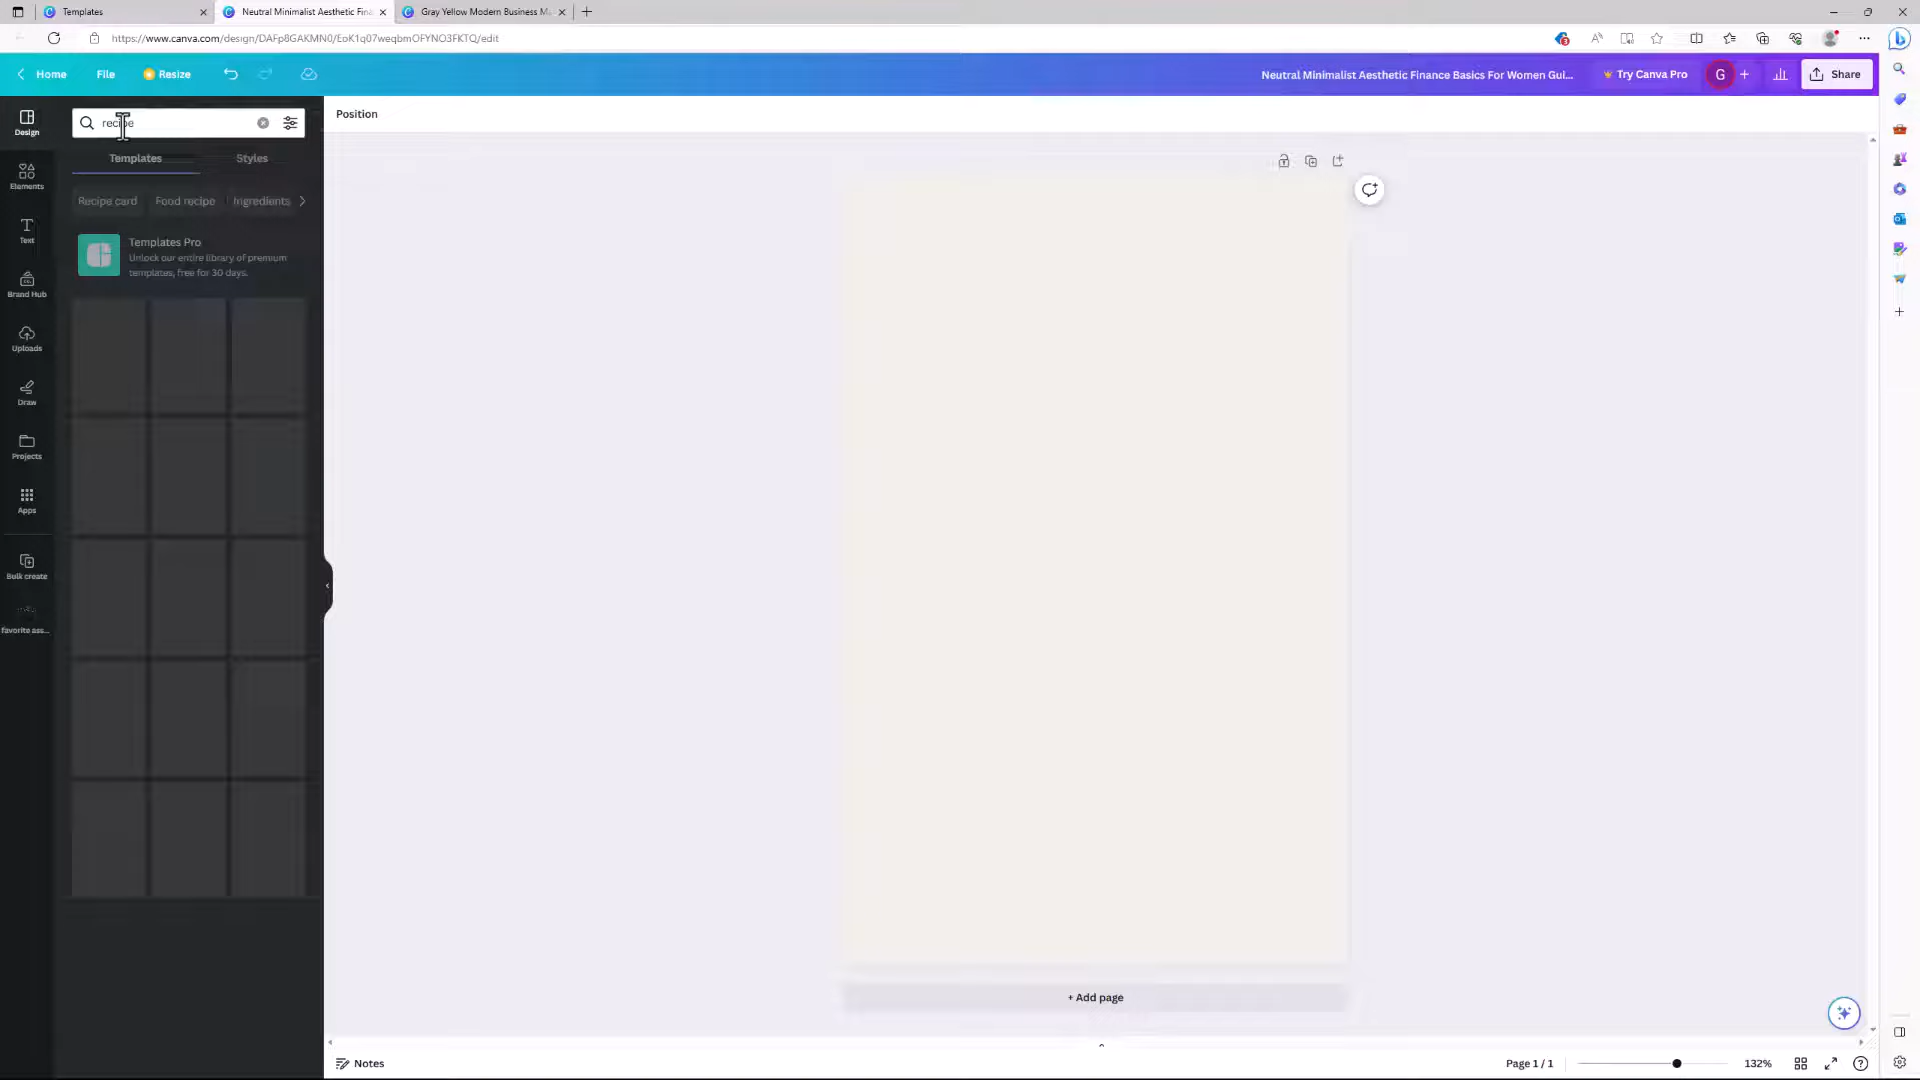 Templates
Neutral Minimalist Aesthetic Fin
Gray Yellow Modern Business M
https://www.canva.com/design/DAFp8GAKMN0/EoK1q07weqbmOFYNO3FKTQ/edit
Home
File
Resize
Neutral Minimalist Aesthetic Finance Basics For Women Gui...
Try Canva Pro
G
Share
Design
recipe
Position
Templates
Styles
Elements
Recipe card
Food recipe
Ingredients
Text
Templates Pro
Unlock our entire library of premium
templates, free for 30 days.
Brand Hub
Uploads
Draw
Projects
Apps
Bulk create
favorite ass...
+ Add page
Notes
Page 1 / 1
132%